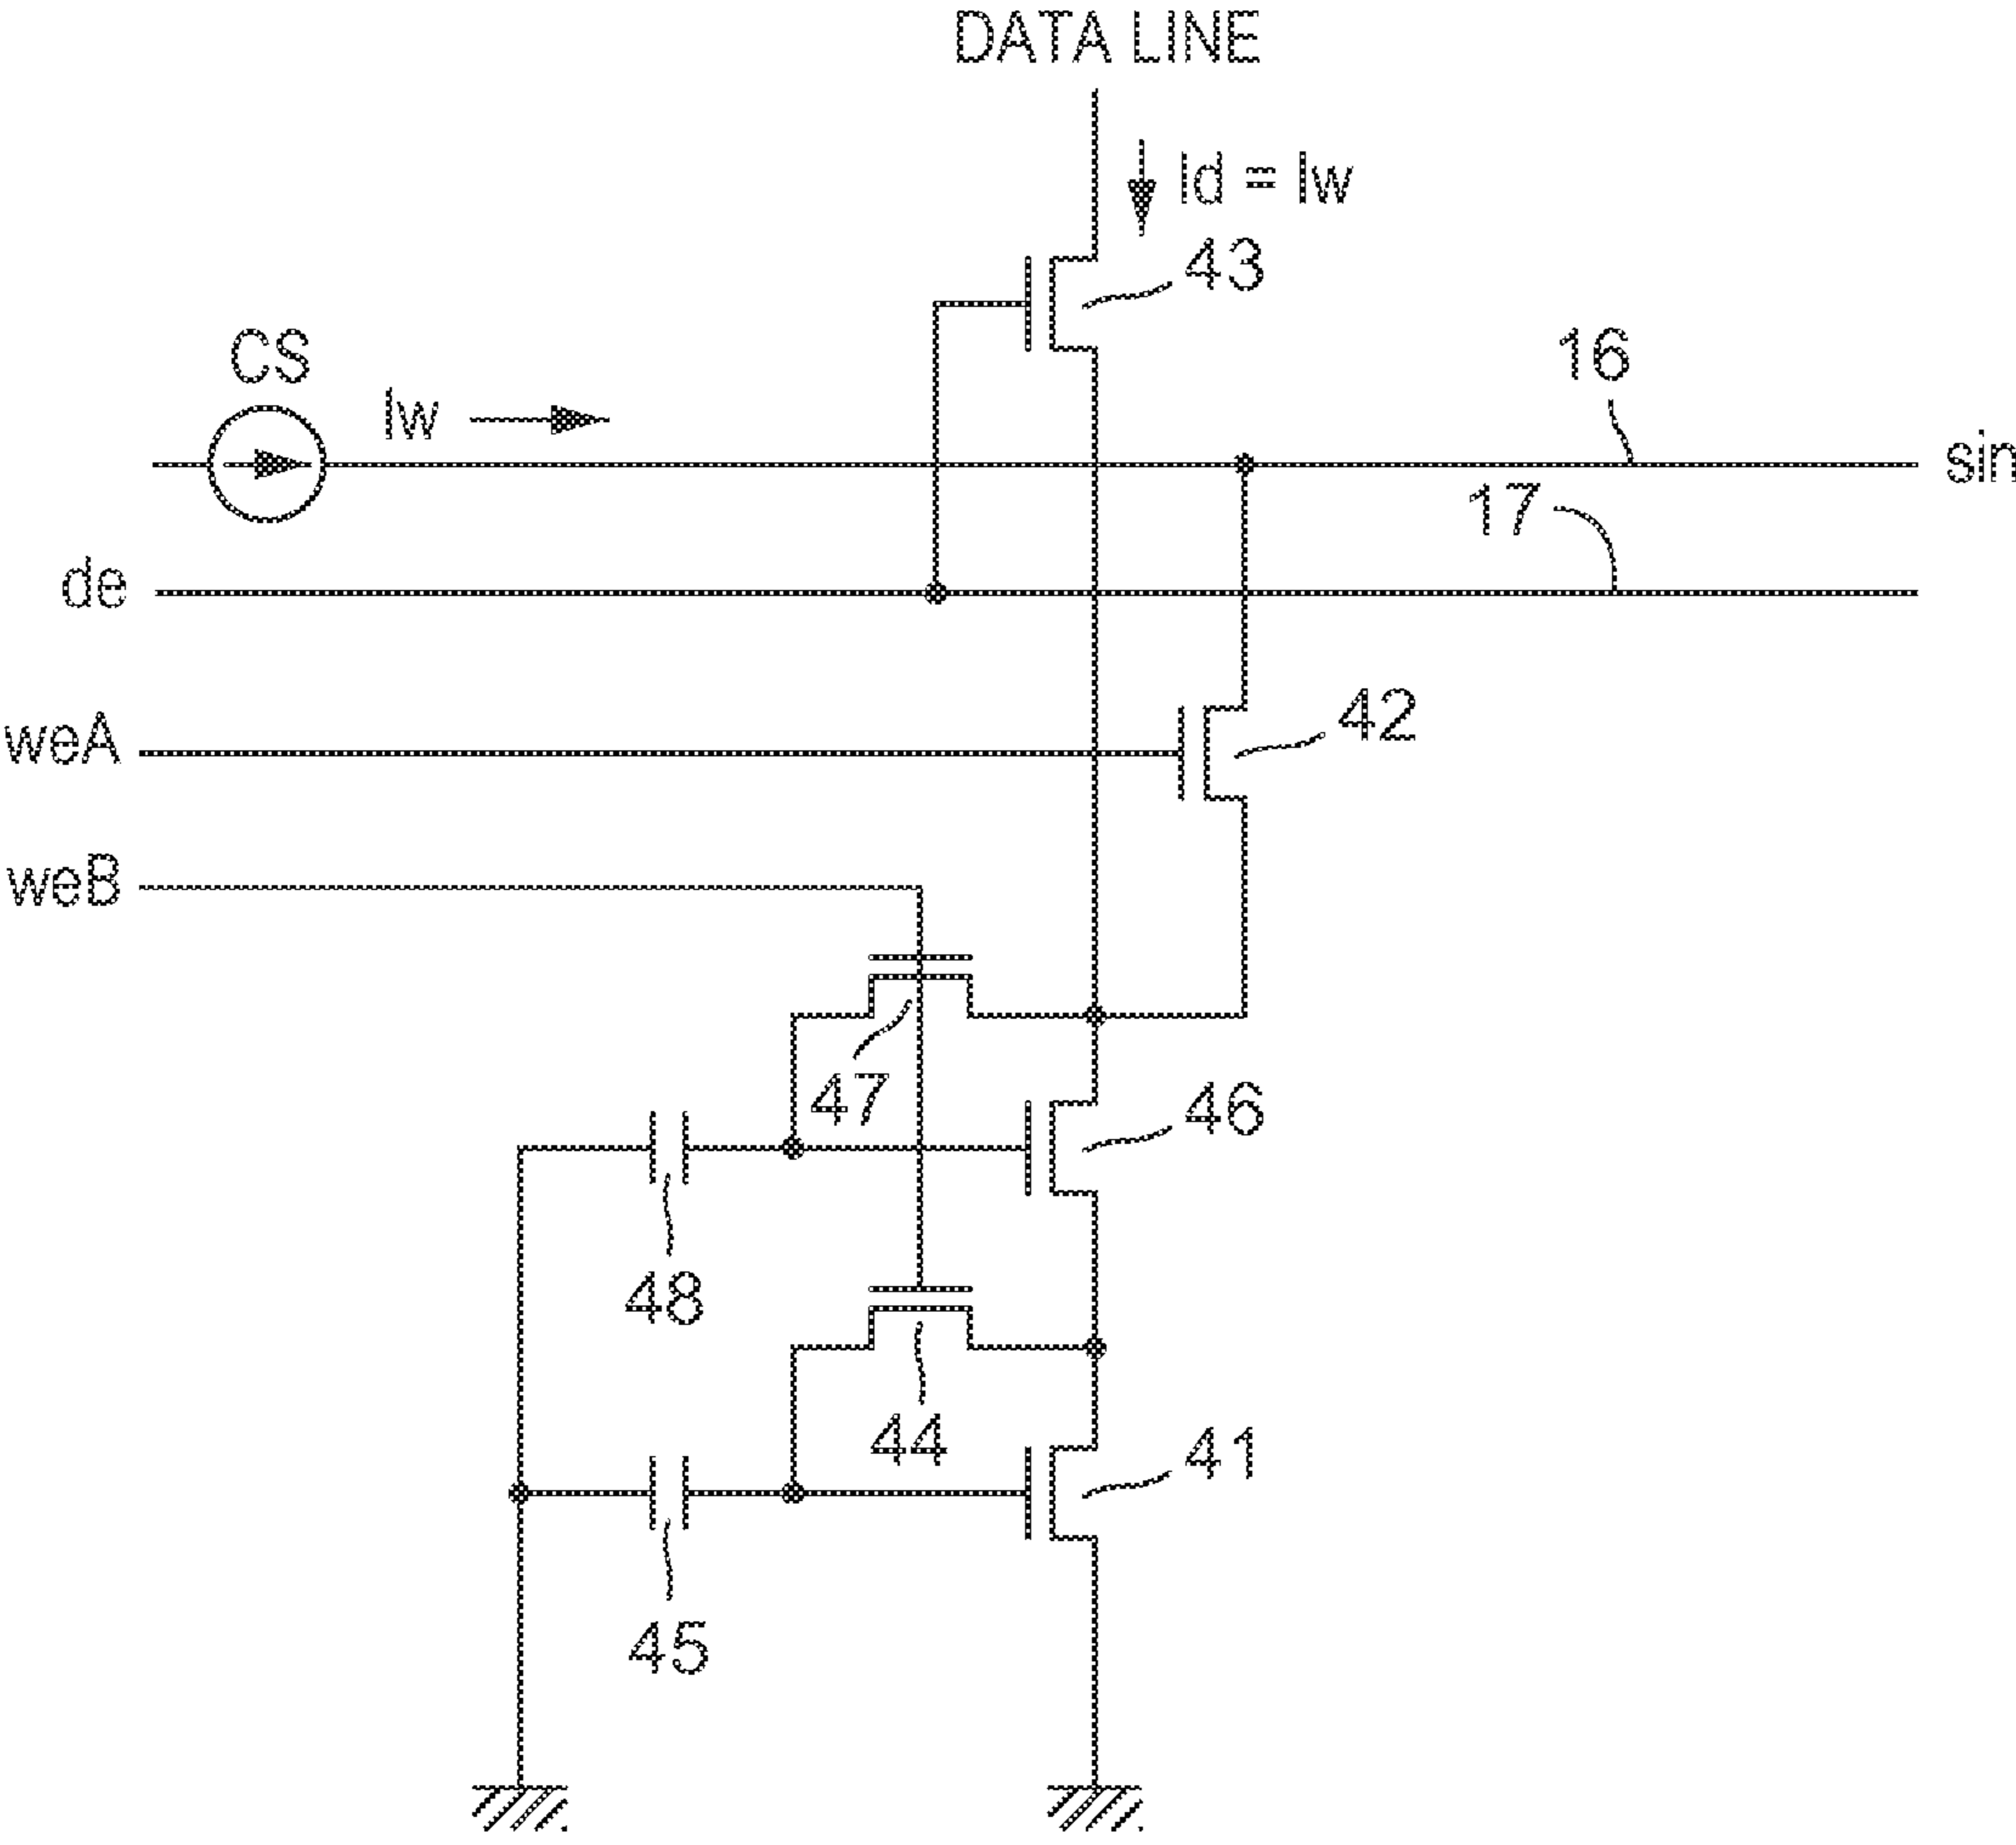 DATA LINE
Id = Iw
43
CS
Iw
16
sin
17
de
42
weA
weB
47
46
48
44
41
45